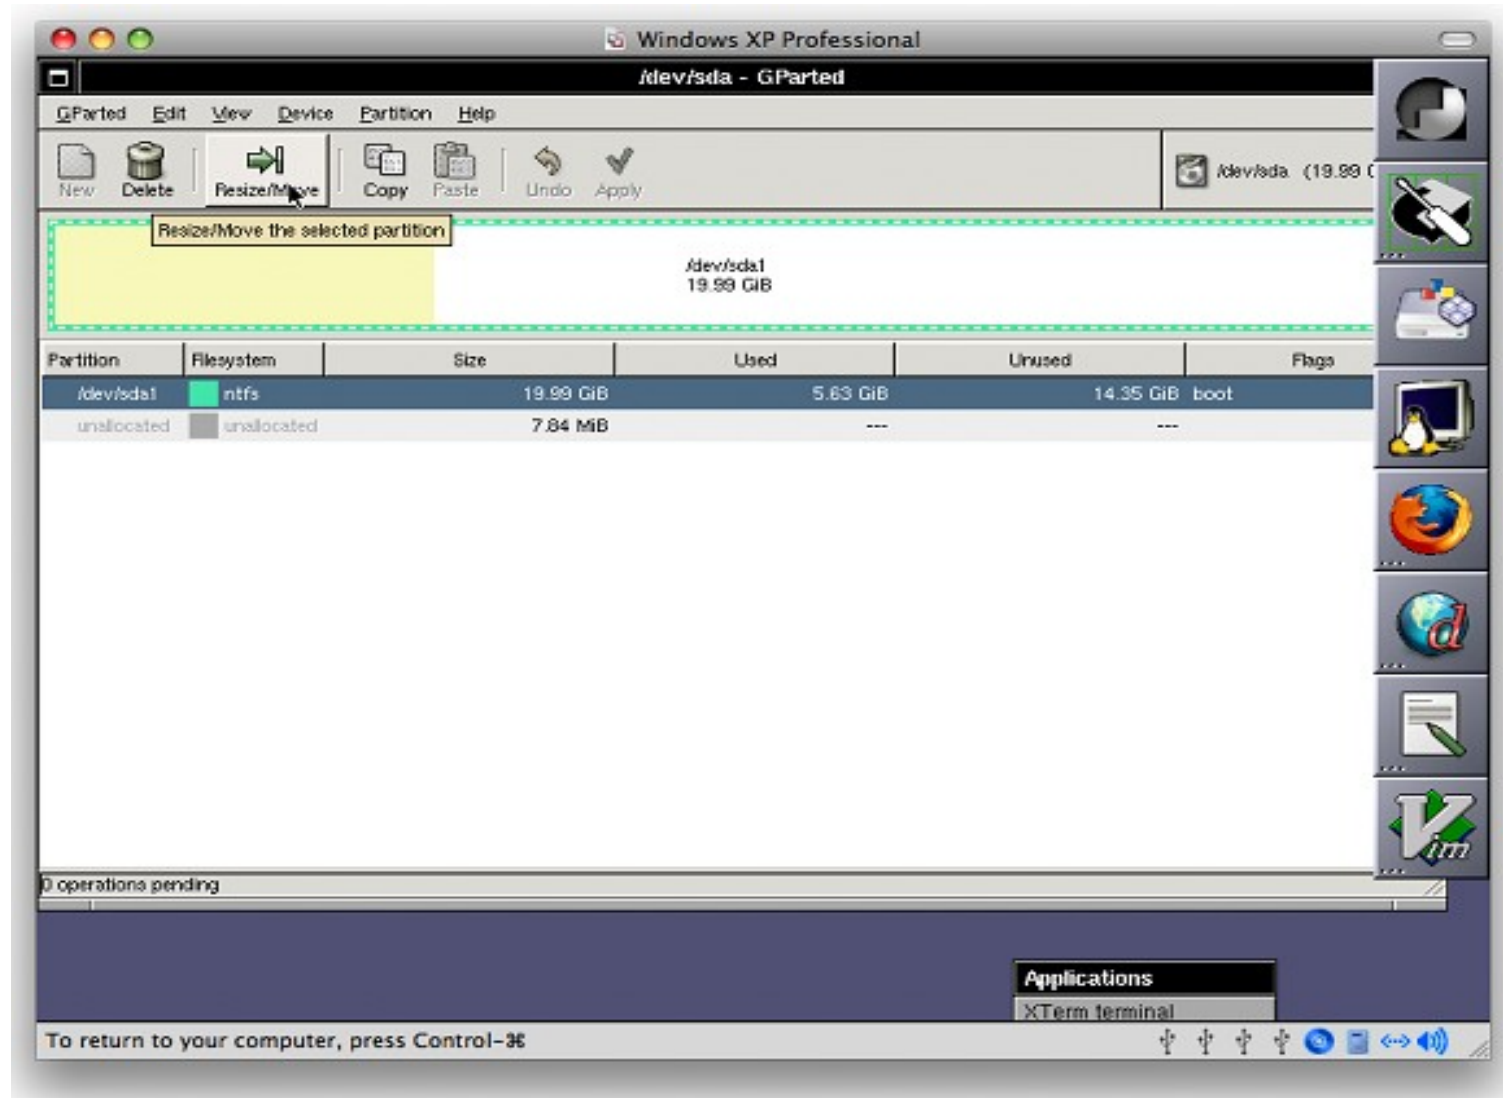 Windows XP Professional
/dev/sda - GParted
GParted Edit View Device Partition Help
New Delete Resize/Move Copy Paste Undo Apply
/dev/sda (19.99 G
Resize/Move the selected partition
/dev/sda1
19.99 GiB
Partition Filesystem Size Used Unused Flags
/dev/sda1 ntfs 19.99 GiB 5.63 GiB 14.35 GiB boot
unallocated unallocated 7.84 MiB --- ---
d
Vim
0 operations pending
Applications
XTerm terminal
To return to your computer, press Control-⌘